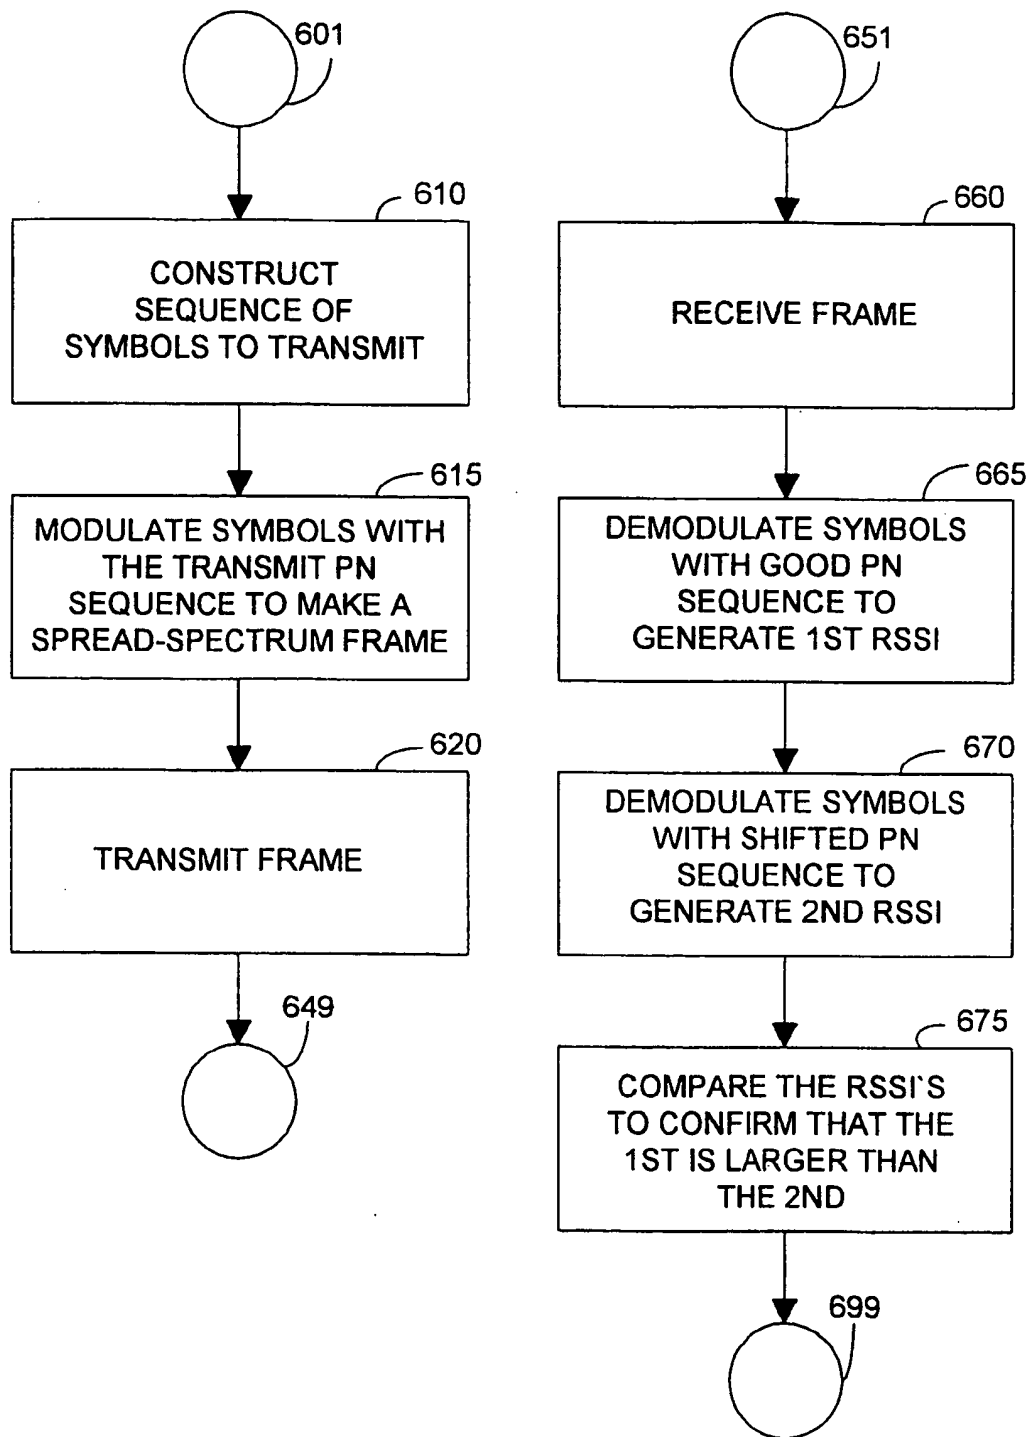 601
610
CONSTRUCT
SEQUENCE OF
SYMBOLS TO TRANSMIT
615
MODULATE SYMBOLS WITH
THE TRANSMIT PN
SEQUENCE TO MAKE A
SPREAD-SPECTRUM FRAME
620
TRANSMIT FRAME
649
651
660
RECEIVE FRAME
665
DEMODULATE SYMBOLS
WITH GOOD PN
SEQUENCE TO
GENERATE 1ST RSSI
670
DEMODULATE SYMBOLS
WITH SHIFTED PN
SEQUENCE TO
GENERATE 2ND RSSI
675
COMPARE THE RSSI`S
TO CONFIRM THAT THE
1ST IS LARGER THAN
THE 2ND
699